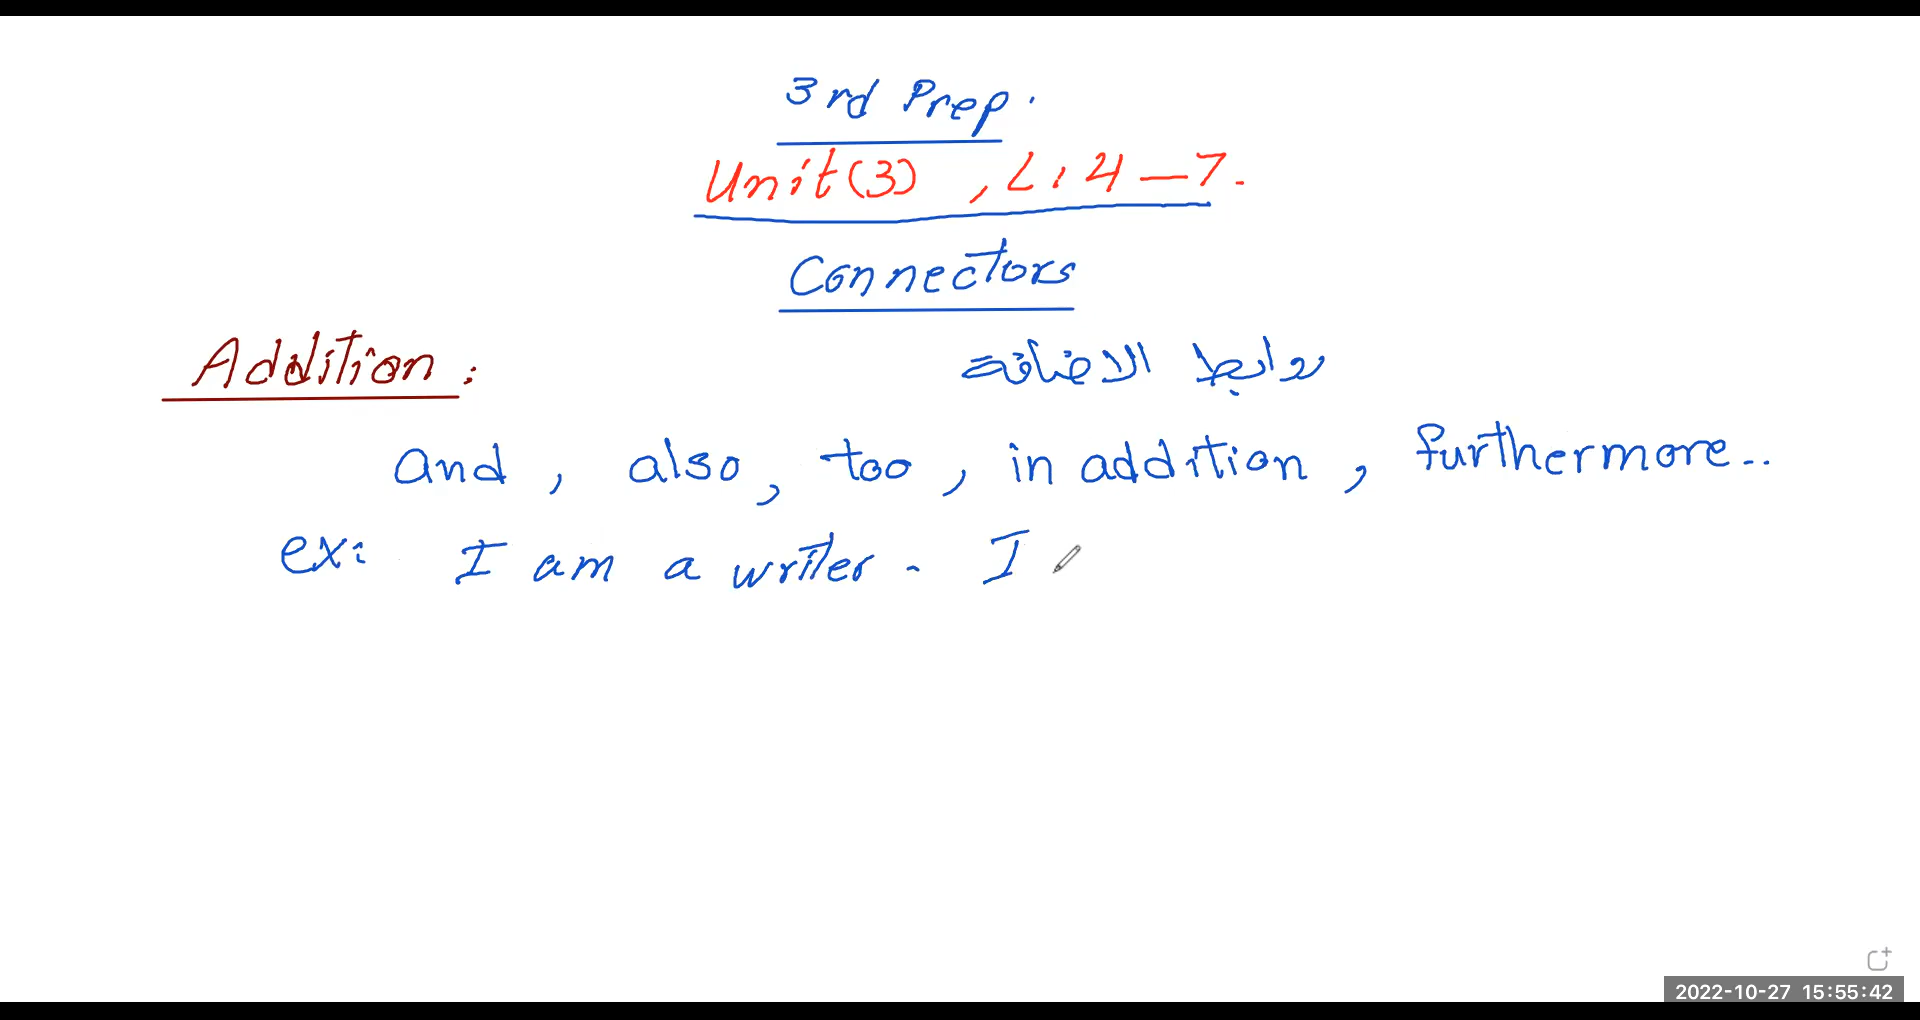 3rd Prep.
Unit(3) , L: 4 – 7.
Connectors
Addition : روابط الاضافة
and , also , too , in addition , furthermore..
ex: I am a writer. I
2022-10-27 15:55:42